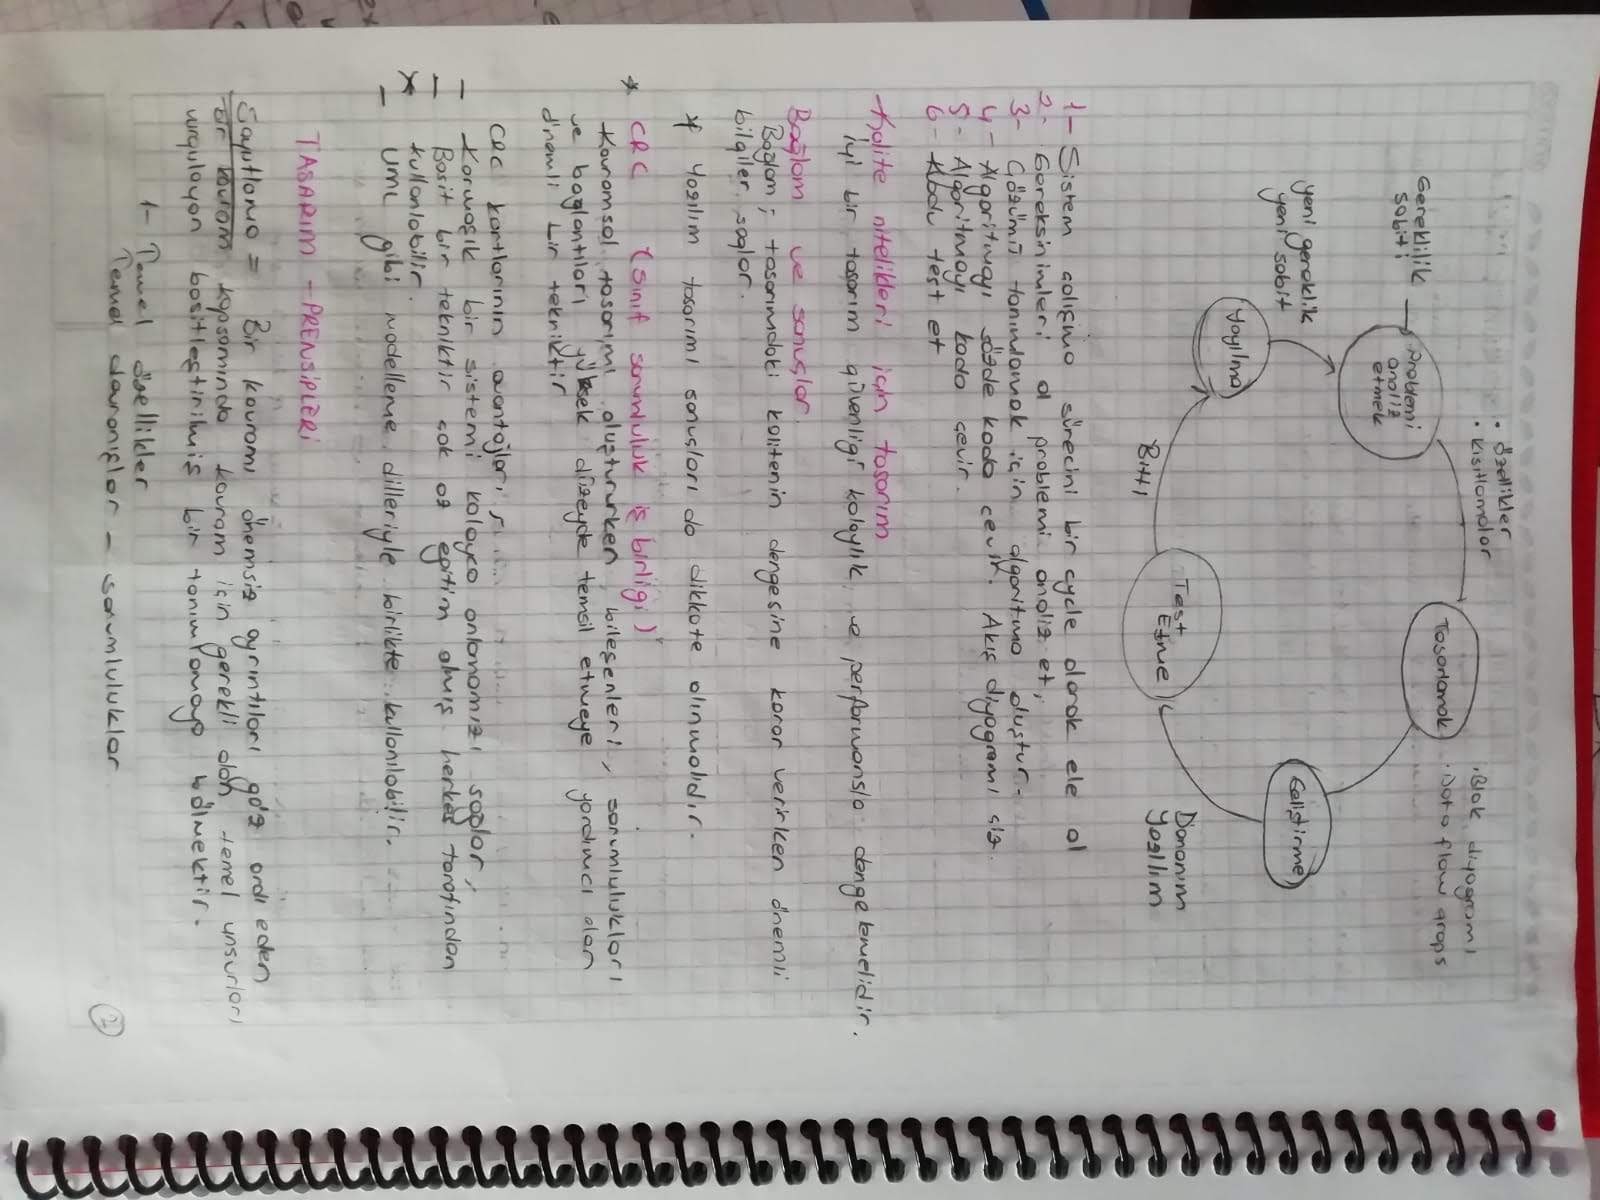 • özellikler
• kısıtlamalar
Gereklilik
sabiti
Problemi
analiz
etmek
• Blok diyagramı
• Data flow graps
Tasarlamak
yeni gereklik
yeni sabit
Yayılma
Geliştirme
Bitti
Test
Etme
Donanım
Yazılım
1- Sistem çalışma sürecini bir cycle olarak ele al
2- Gereksinimleri al problemi analiz et,
3- Çözümü tanımlamak için algoritma oluştur.
4- Algoritmayı sözde koda çevir. Akış diyagramı çiz.
5- Algoritmayı koda çevir.
6- Kodu test et
Kalite nitelikleri için tasarım
iyi bir tasarım güvenliği kolaylık ve performansla dengelemelidir.
Bağlam ve sonuçlar
Bağlam; tasarımdaki kalitenin dengesine karar verirken önemli
bilgiler sağlar.
* Yazılım tasarımı sonuçları da dikkate alınmalıdır.
* CRC (Sınıf sorumluluk iş birliği)
Kavramsal tasarımı oluştururken bileşenleri, sorumlulukları
ve bağlantıları yüksek düzeyde temsil etmeye yardımcı olan
önemli bir tekniktir
CRC kartlarının avantajları,
- Karmaşık bir sistemi kolayca anlamamızı sağlar,
- Basit bir tekniktir çok az eğitim almış herkes tarafından
* kullanılabilir.
- UML gibi modelleme dilleriyle birlikte kullanılabilir.
TASARIM - PRENSİPLERİ
Soyutlama = Bir kavramı önemsiz ayrıntıları göz ardı eden
bir kavram kapsamında kavram için gerekli olan temel unsurları
vurgulayan basitleştirilmiş bir tanımlamaya bölmektir.
1- Temel özellikler
Temel davranışlar - sorumluluklar
2